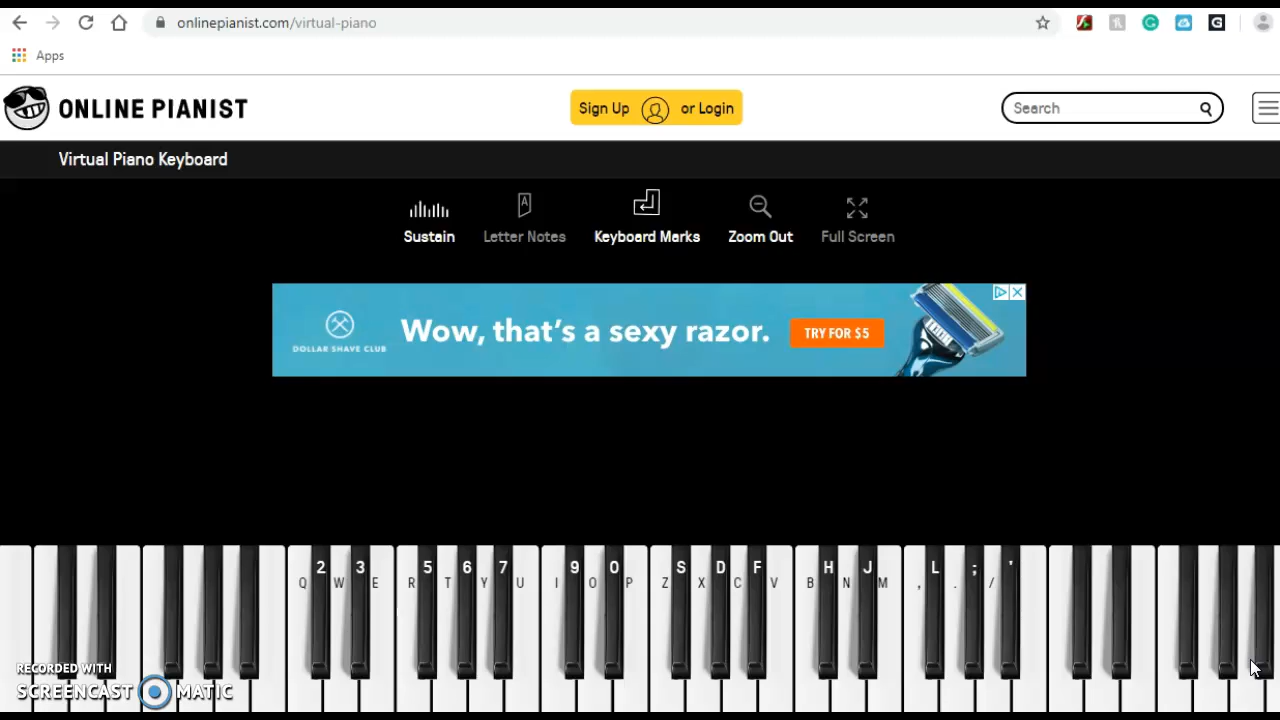 onlinepianist.com/virtual-piano
Apps
ONLINE PIANIST
Sign Up or Login
Search
Virtual Piano Keyboard
A
Sustain Letter Notes Keyboard Marks Zoom Out Full Screen
DOLLAR SHAVE CLUB
Wow, that's a sexy razor.
TRY FOR $5
2 3 5 6 7 9 0 S D F H J L ; '
Q W E R T Y U I O P Z X C V B N M , . /
RECORDED WITH
SCREENCAST MATIC